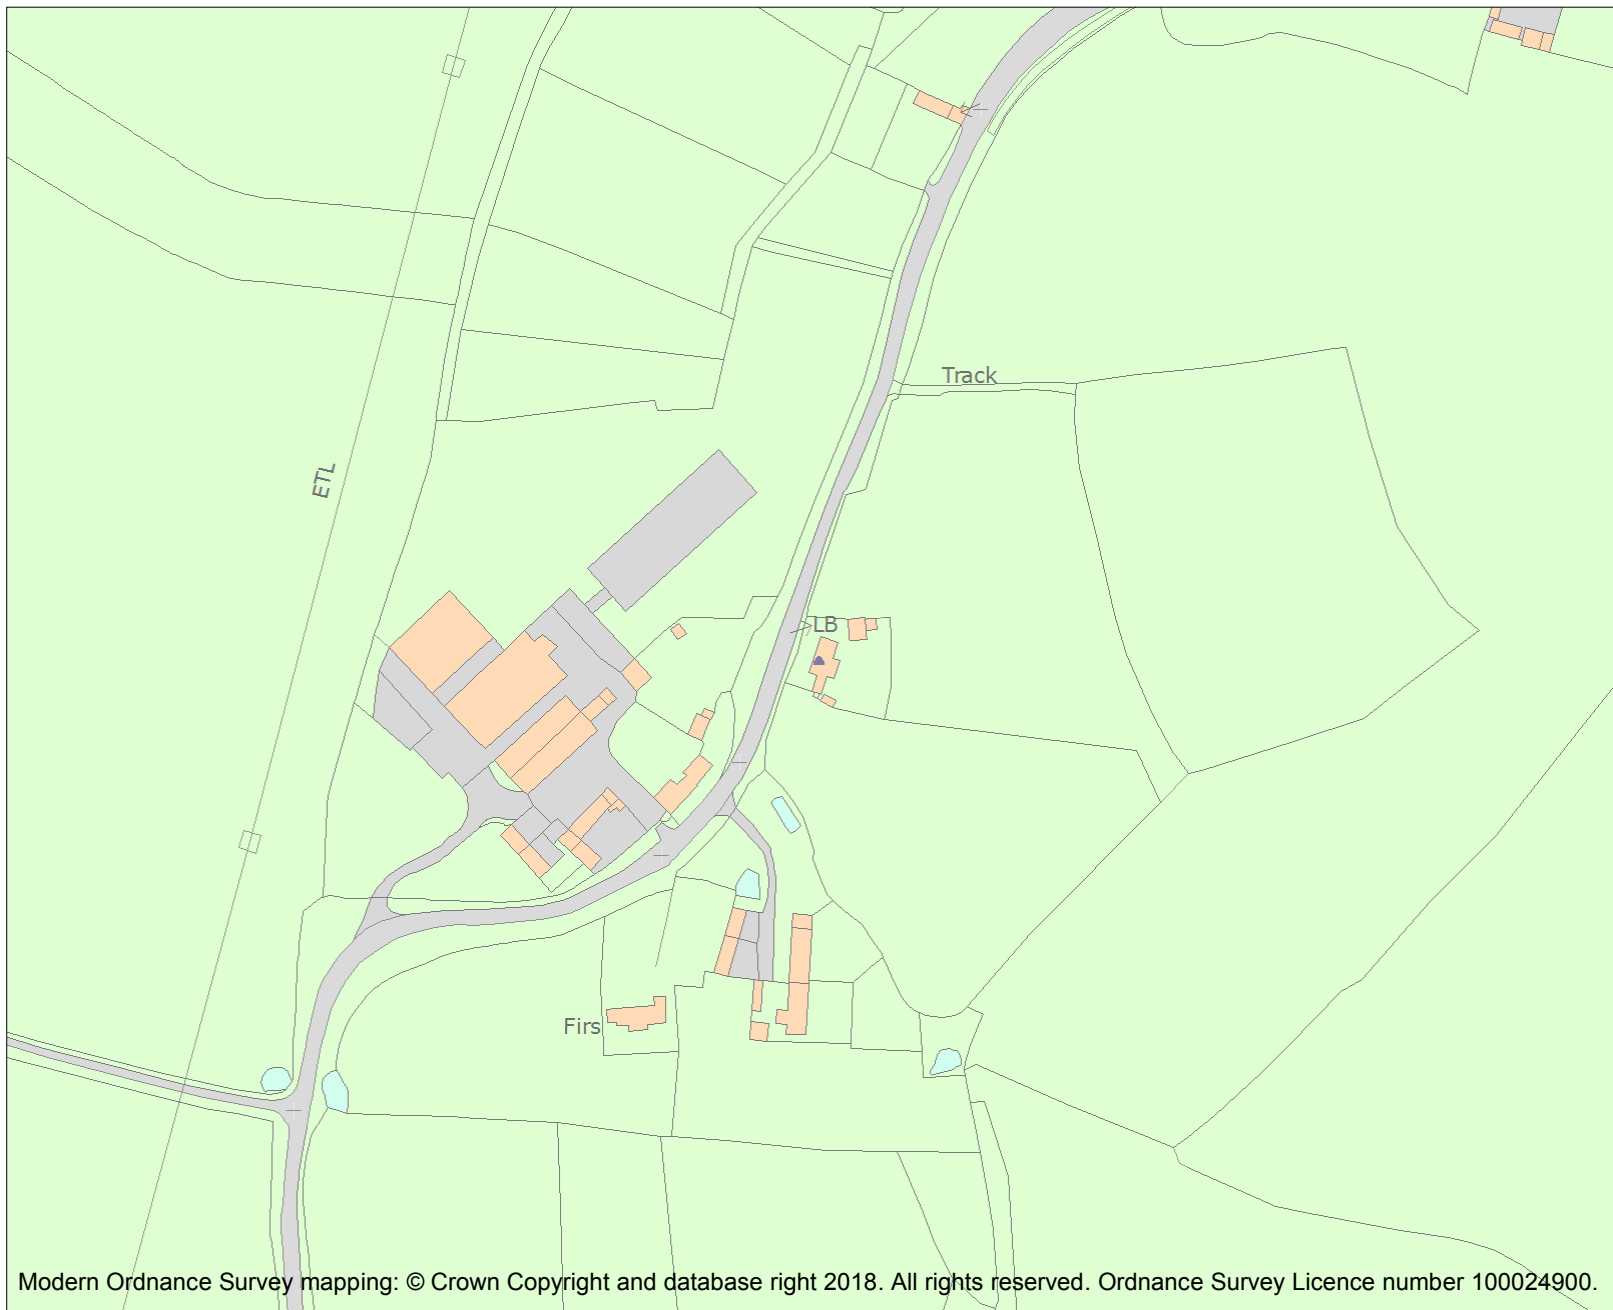 Track
ETL
LB
Firs
Modern Ordnance Survey mapping: © Crown Copyright and database right 2018. All rights reserved. Ordnance Survey Licence number 100024900.